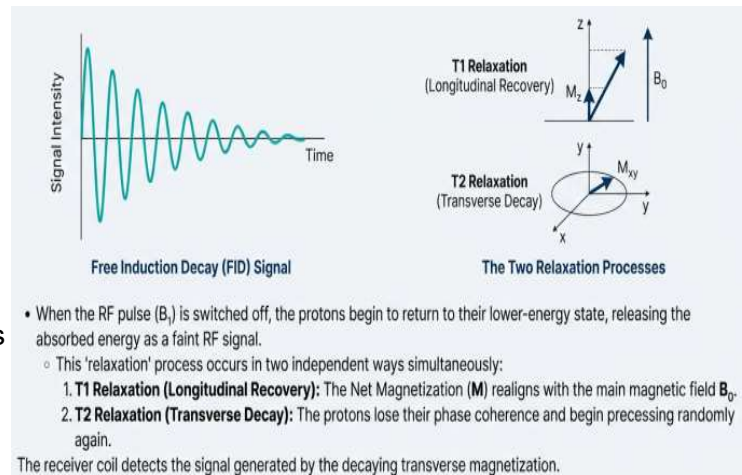 Signal Intensity
Time
Free Induction Decay (FID) Signal
T1 Relaxation
(Longitudinal Recovery)
z
M_z
B₀
T2 Relaxation
(Transverse Decay)
y
M_xy
y
x
The Two Relaxation Processes
s
• When the RF pulse (B₁) is switched off, the protons begin to return to their lower-energy state, releasing the
absorbed energy as a faint RF signal.
◦ This 'relaxation' process occurs in two independent ways simultaneously:
1. T1 Relaxation (Longitudinal Recovery): The Net Magnetization (M) realigns with the main magnetic field B₀.
2. T2 Relaxation (Transverse Decay): The protons lose their phase coherence and begin precessing randomly
again.
The receiver coil detects the signal generated by the decaying transverse magnetization.